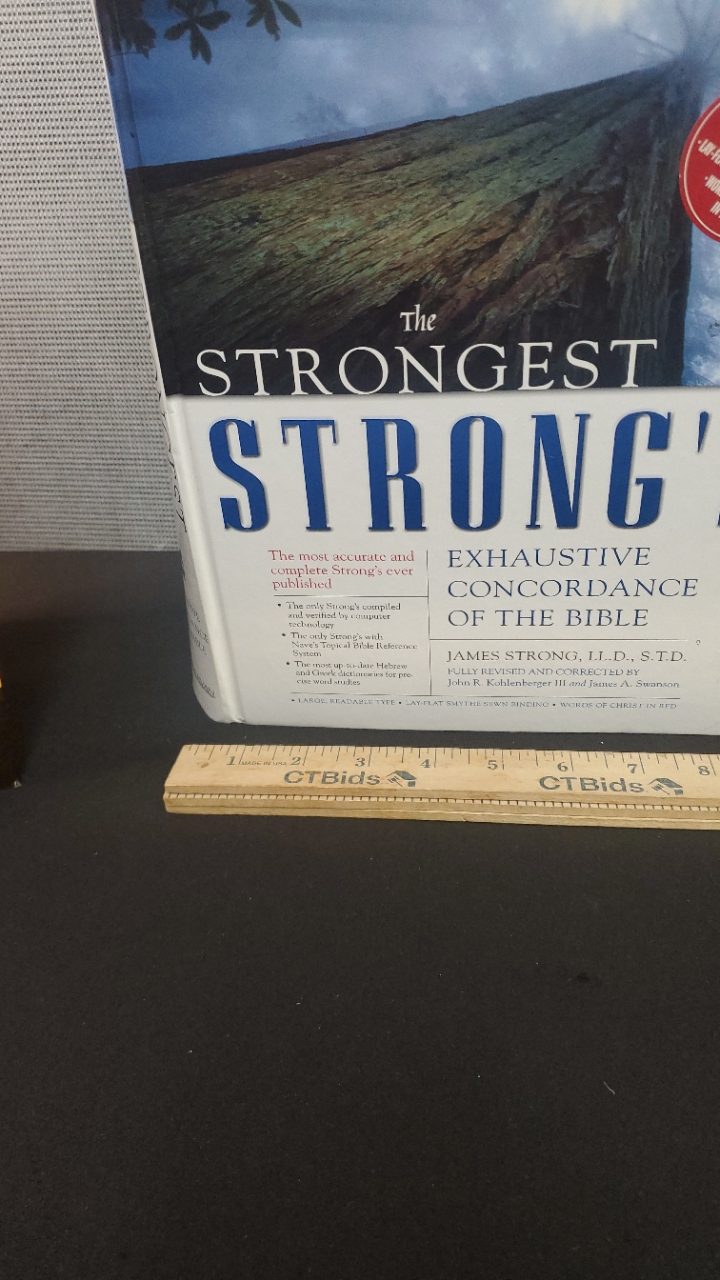 The
STRONGEST
STRONG'
The most accurate and
complete Strong's ever
published
• The only Strong's compiled
and verified by computer
technology
• The only Strong's with
Nave's Topical Bible Reference
System
• The most up-to-date Hebrew
and Greek dictionaries for pre-
cise word studies
EXHAUSTIVE
CONCORDANCE
OF THE BIBLE
JAMES STRONG, LL.D., S.T.D.
FULLY REVISED AND CORRECTED BY
John R. Kohlenberger III and James A. Swanson
• LARGE, READABLE TYPE • LAY-FLAT SMYTHE-SEWN BINDING • WORDS OF CHRIST IN RED
1 MADE IN USA 2 3 4 5 6 7 8
CTBids CTBids